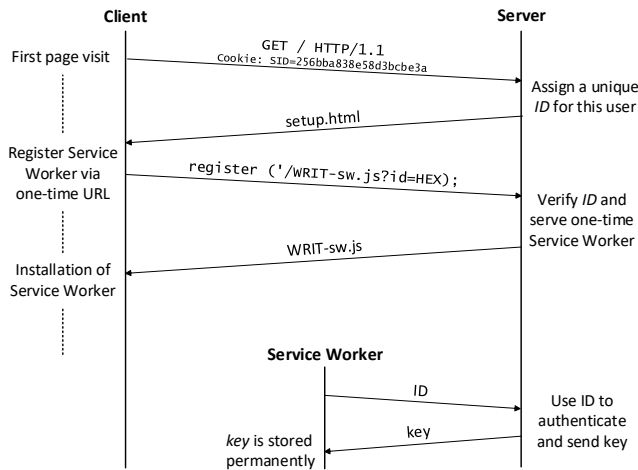 Client
Server
GET / HTTP/1.1
Cookie: SID=256bba838e58d3bcbe3a
First page visit
Assign a unique
ID for this user
setup.html
Register Service
Worker via
one-time URL
register ('/WRIT-sw.js?id=HEX);
Verify ID and
serve one-time
Service Worker
WRIT-sw.js
Installation of
Service Worker
Service Worker
ID
Use ID to
authenticate
and send key
key
key is stored
permanently